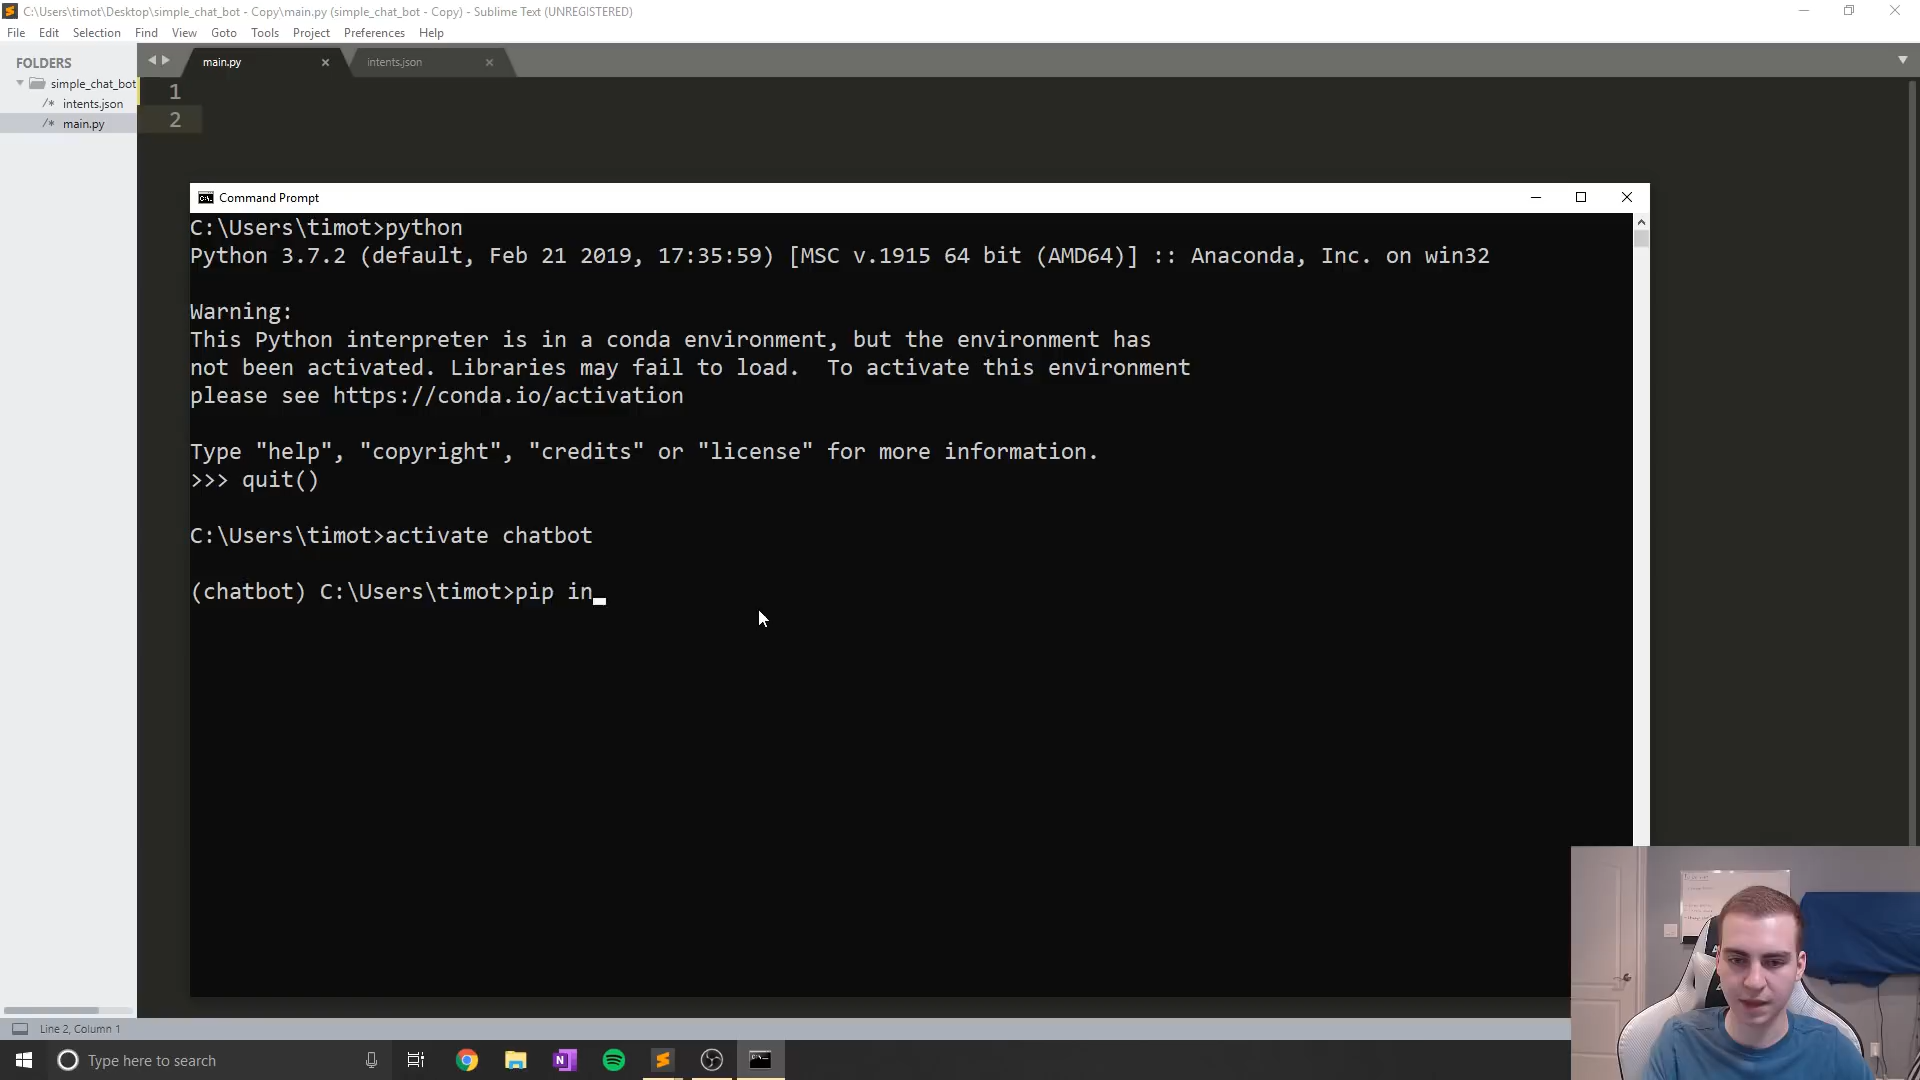 C:\Users\timot\Desktop\simple_chat_bot - Copy\main.py (simple_chat_bot - Copy) - Sublime Text (UNREGISTERED)
File Edit Selection Find View Goto Tools Project Preferences Help
FOLDERS
simple_chat_bot
/* intents.json
/* main.py
main.py
intents.json
1
2
Command Prompt
C:\Users\timot>python
Python 3.7.2 (default, Feb 21 2019, 17:35:59) [MSC v.1915 64 bit (AMD64)] :: Anaconda, Inc. on win32
Warning:
This Python interpreter is in a conda environment, but the environment has
not been activated. Libraries may fail to load.  To activate this environment
please see https://conda.io/activation
Type "help", "copyright", "credits" or "license" for more information.
>>> quit()
C:\Users\timot>activate chatbot
(chatbot) C:\Users\timot>pip in_
Line 2, Column 1
Type here to search